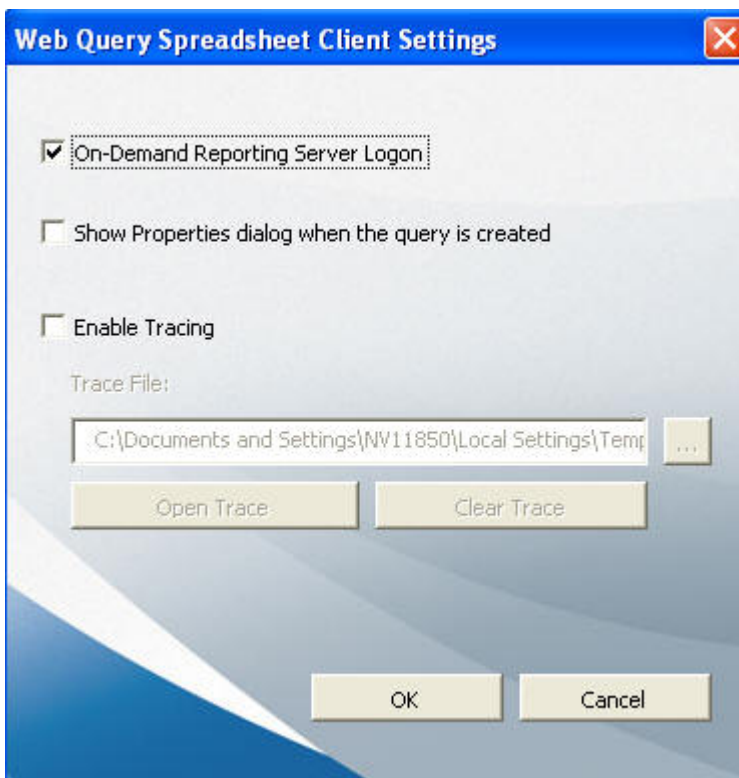 Web Query Spreadsheet Client Settings
On-Demand Reporting Server Logon
Show Properties dialog when the query is created
Enable Tracing
Trace File:
C:\Documents and Settings\NV11850\Local Settings\Temp
...
Open Trace Clear Trace
OK Cancel